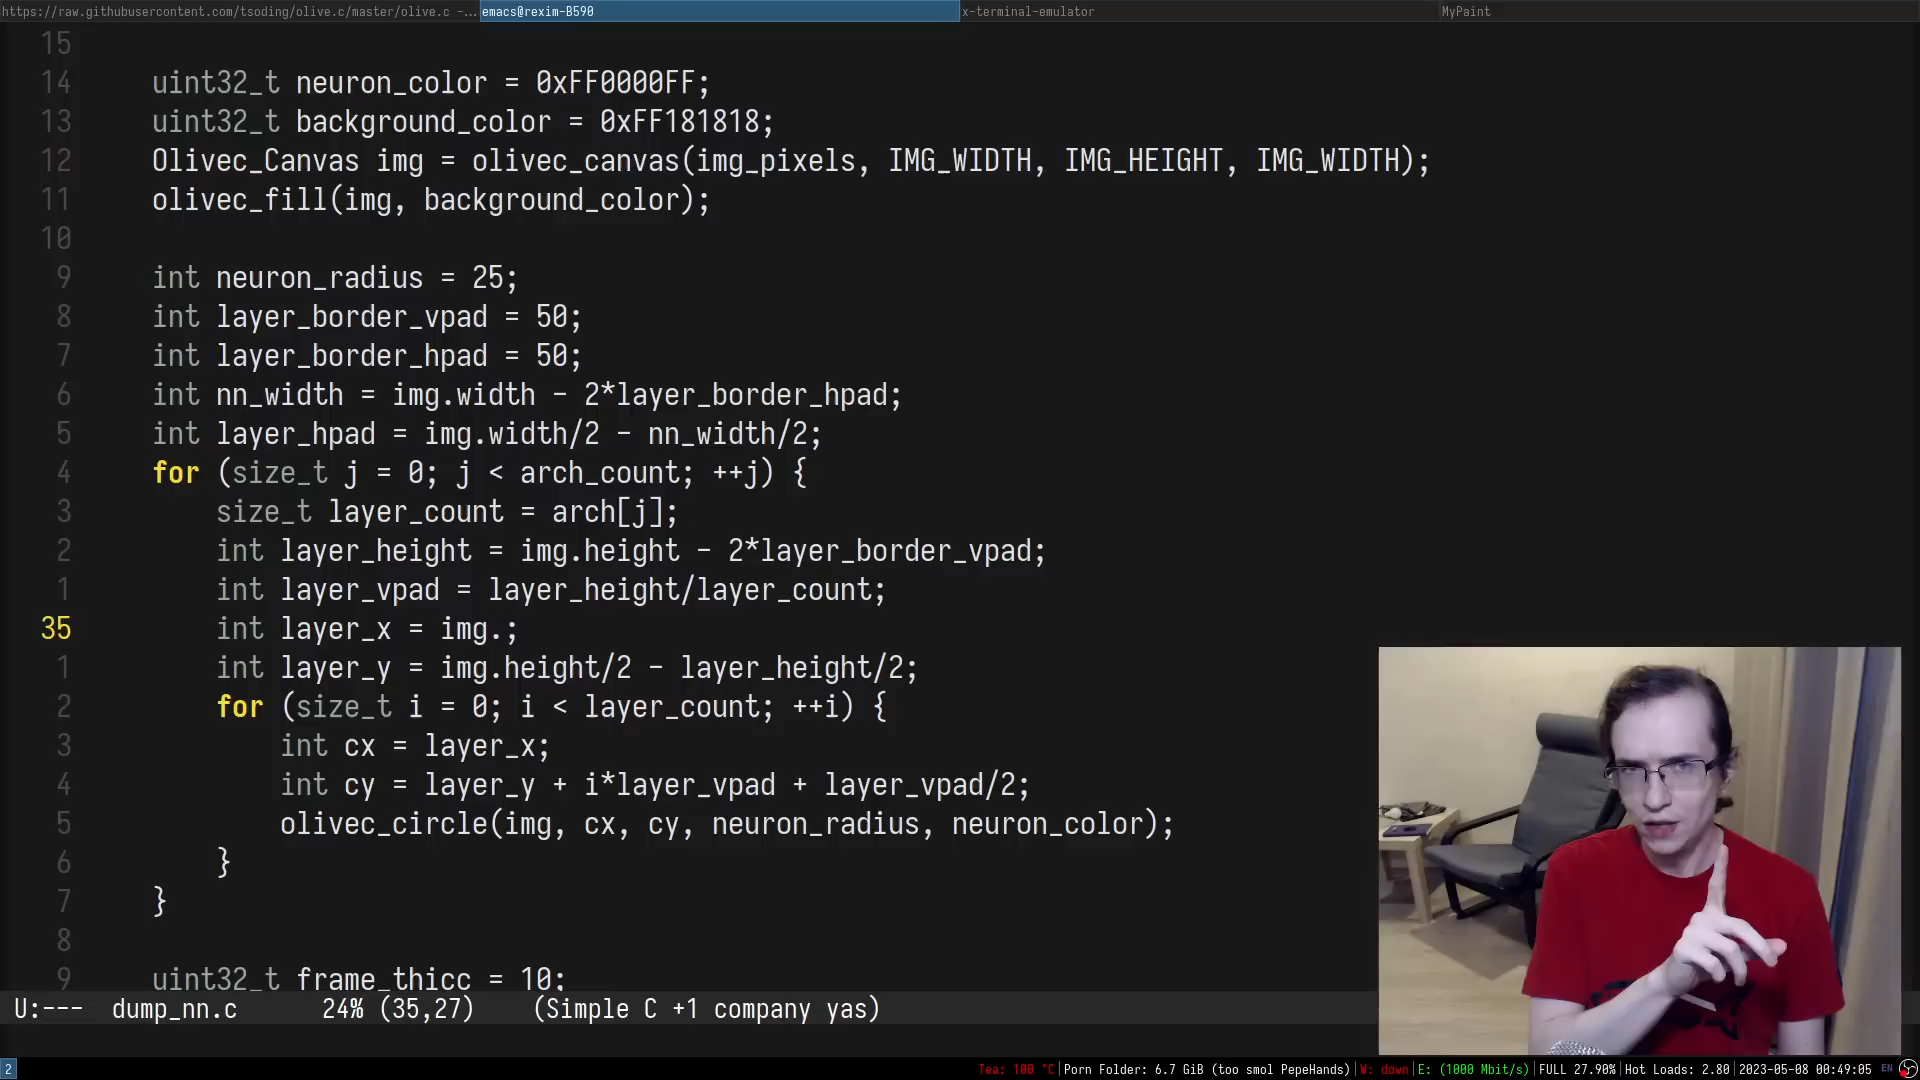 https://raw.githubusercontent.com/tsoding/olive.c/master/olive.c -... emacs@rexim-B590 x-terminal-emulator MyPaint
15
14 uint32_t neuron_color = 0xFF0000FF;
13 uint32_t background_color = 0xFF181818;
12 Olivec_Canvas img = olivec_canvas(img_pixels, IMG_WIDTH, IMG_HEIGHT, IMG_WIDTH);
11 olivec_fill(img, background_color);
10
9 int neuron_radius = 25;
8 int layer_border_vpad = 50;
7 int layer_border_hpad = 50;
6 int nn_width = img.width - 2*layer_border_hpad;
5 int layer_hpad = img.width/2 - nn_width/2;
4 for (size_t j = 0; j < arch_count; ++j) {
3 size_t layer_count = arch[j];
2 int layer_height = img.height - 2*layer_border_vpad;
1 int layer_vpad = layer_height/layer_count;
35 int layer_x = img.;
1 int layer_y = img.height/2 - layer_height/2;
2 for (size_t i = 0; i < layer_count; ++i) {
3 int cx = layer_x;
4 int cy = layer_y + i*layer_vpad + layer_vpad/2;
5 olivec_circle(img, cx, cy, neuron_radius, neuron_color);
6 }
7 }
8
9 uint32_t frame_thicc = 10;
U:--- dump_nn.c 24% (35,27) (Simple C +1 company yas)
2 Tea: 100 °C|Porn Folder: 6.7 GiB (too smol PepeHands)|W: down|E: (1000 Mbit/s)|FULL 27.90%|Hot Loads: 2.80|2023-05-08 00:49:05 EN